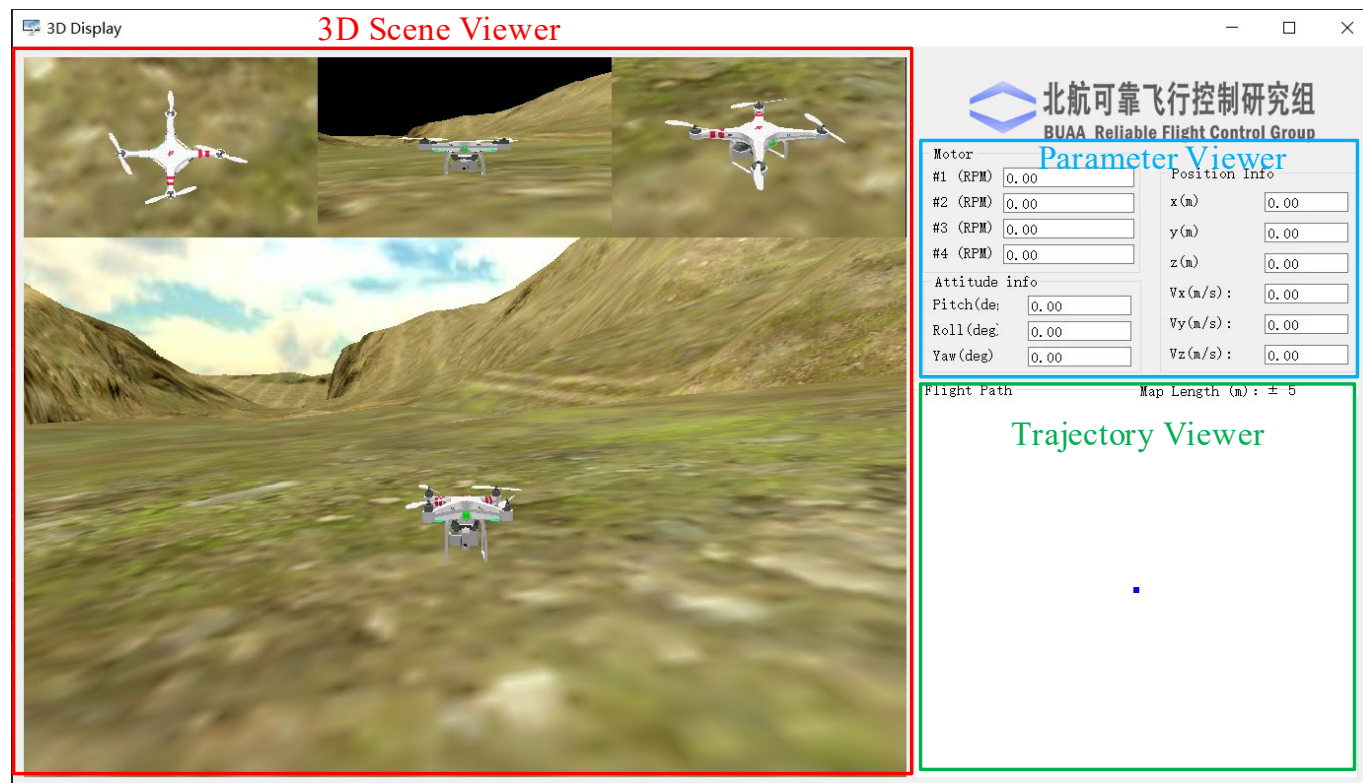 3D Display
3D Scene Viewer
北航可靠飞行控制研究组
BUAA Reliable Flight Control Group
Parameter Viewer
Motor
#1 (RPM) 0.00
#2 (RPM) 0.00
#3 (RPM) 0.00
#4 (RPM) 0.00
Attitude info
Pitch(de
0.00
Roll(deg
0.00
Yaw(deg) 0.00
Position Info
x(m) 0.00
y(m) 0.00
z(m) 0.00
Vx(m/s): 0.00
Vy(m/s): 0.00
Vz(m/s): 0.00
Flight Path
Map Length (m): ± 5
Trajectory Viewer